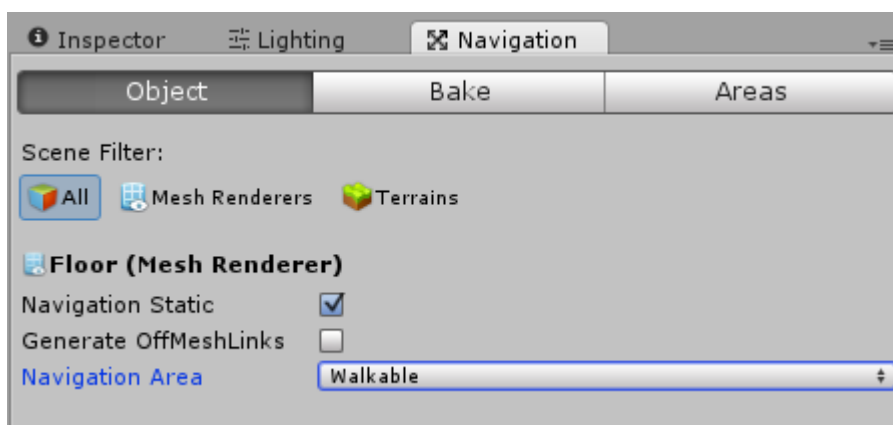 Inspector Lighting Navigation
Object Bake Areas
Scene Filter:
All Mesh Renderers Terrains
Floor (Mesh Renderer)
Navigation Static
Generate OffMeshLinks
Navigation Area Walkable